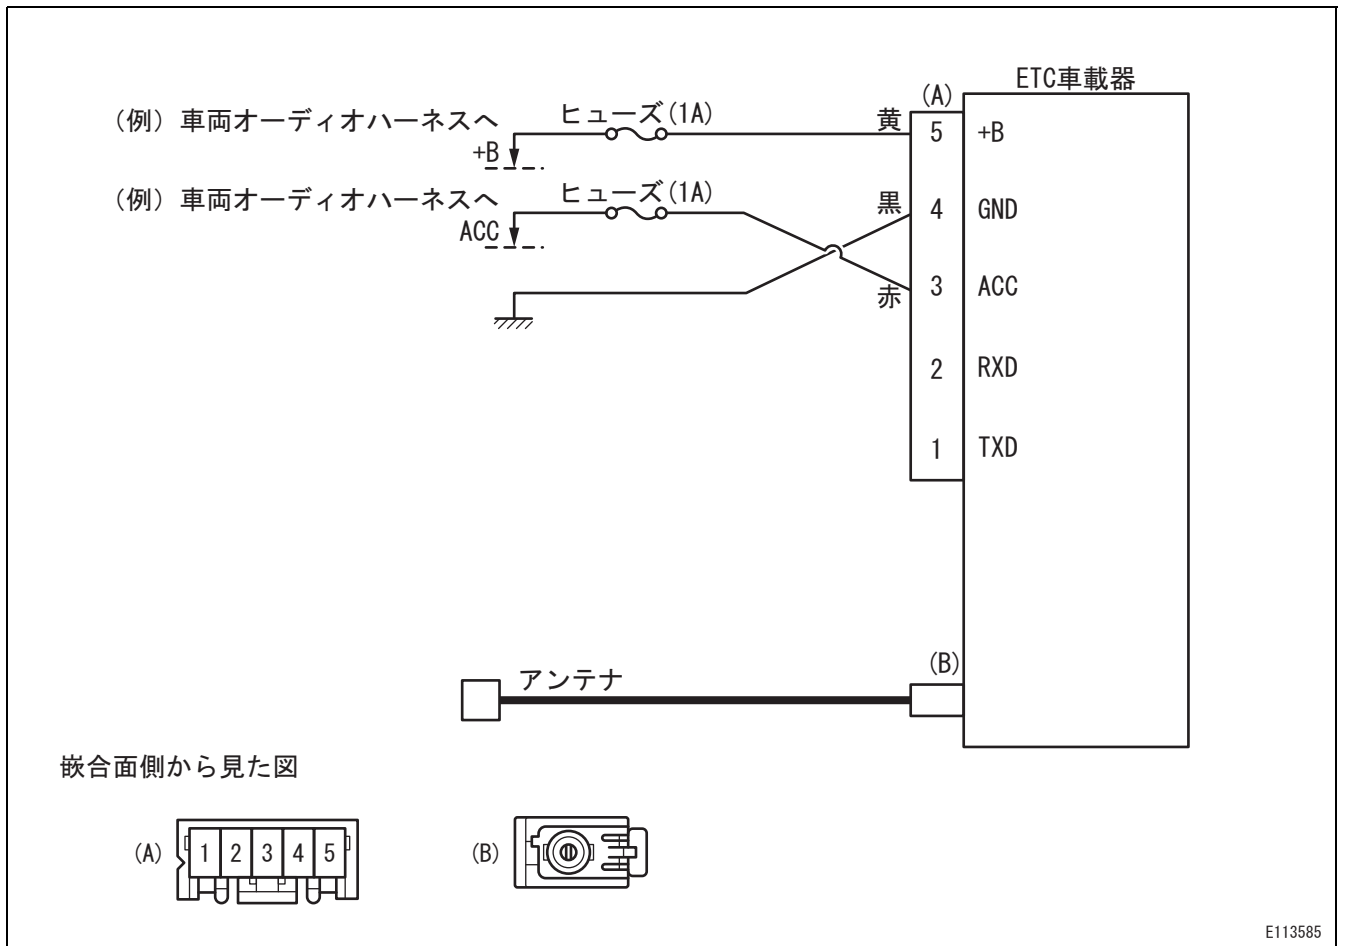 ETC車載器
(A)
(例) 車両オーディオハーネスへ
ヒューズ(1A)
黄
5
+B
+B
(例) 車両オーディオハーネスへ
ヒューズ(1A)
黒
4
GND
ACC
赤
3
ACC
2
RXD
1
TXD
(B)
アンテナ
嵌合面側から見た図
(A)
1 2 3 4 5
(B)
E113585